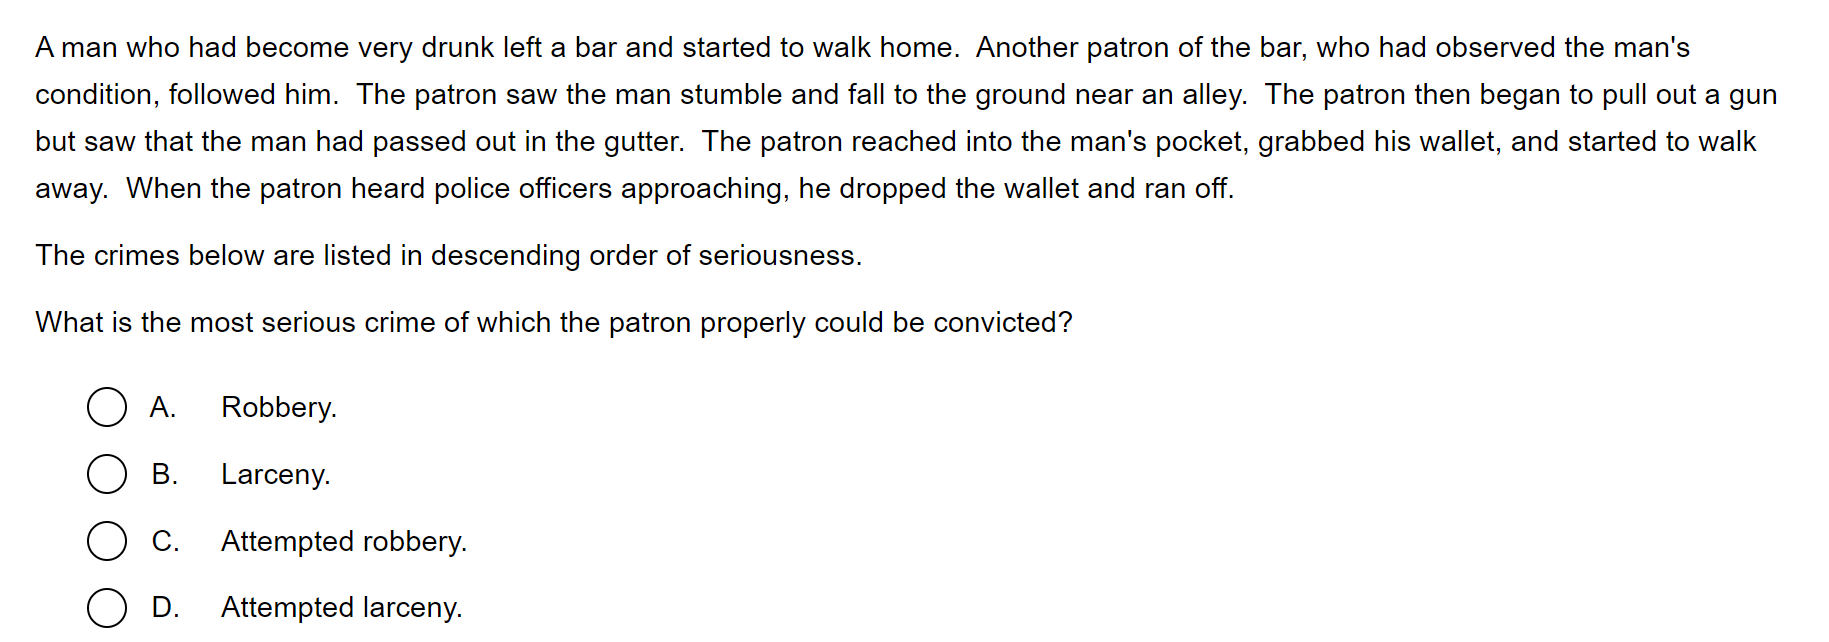 A man who had become very drunk left a bar and started to walk home.  Another patron of the bar, who had observed the man's
condition, followed him.  The patron saw the man stumble and fall to the ground near an alley.  The patron then began to pull out a gun
but saw that the man had passed out in the gutter.  The patron reached into the man's pocket, grabbed his wallet, and started to walk
away.  When the patron heard police officers approaching, he dropped the wallet and ran off.
The crimes below are listed in descending order of seriousness.
What is the most serious crime of which the patron properly could be convicted?
A. Robbery.
B. Larceny.
C. Attempted robbery.
D. Attempted larceny.